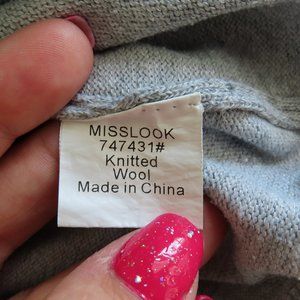 MISSLOOK
747431#
Knitted
Wool
Made in China